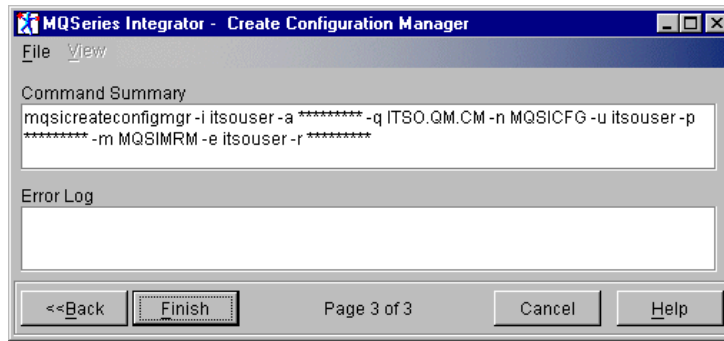 MQSeries Integrator - Create Configuration Manager
File View
Command Summary
mqsicreateconfigmgr -i itsouser -a ********* -q ITSO.QM.CM -n MQSICFG -u itsouser -p
********* -m MQSIMRM -e itsouser -r *********
Error Log
<<Back Finish Page 3 of 3 Cancel Help